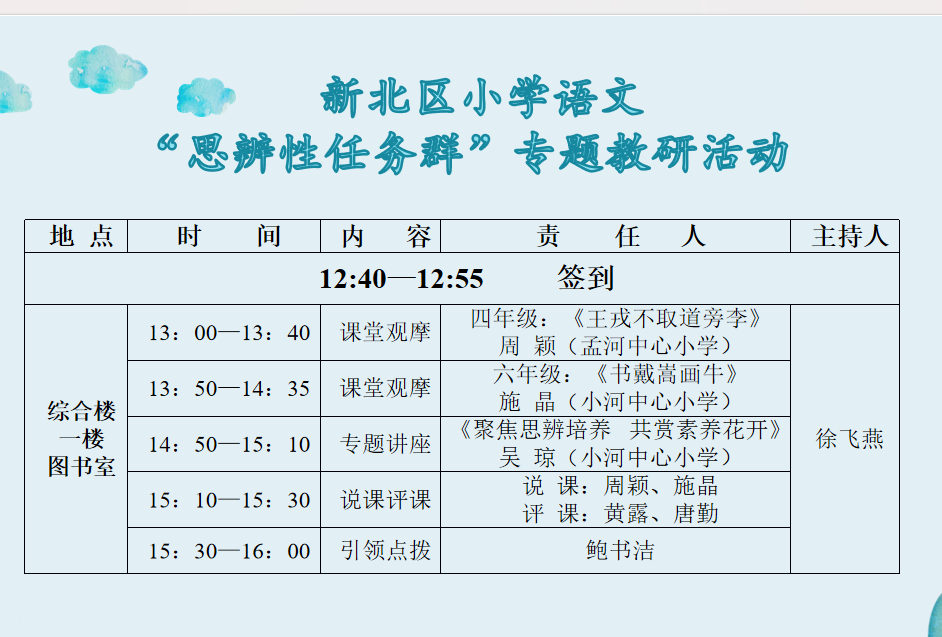 新北区小学语文
“思辨性任务群”专题教研活动
地 点 时 间 内 容 责 任 人 主持人
12:40—12:55 签到
综合楼
一楼
图书室
13：00—13：40 课堂观摩 四年级：《王戎不取道旁李》
周 颖（孟河中心小学）
13：50—14：35 课堂观摩 六年级：《书戴嵩画牛》
施 晶（小河中心小学）
14：50—15：10 专题讲座 《聚焦思辨培养 共赏素养花开》
吴 琼（小河中心小学）
15：10—15：30 说课评课 说 课：周颖、施晶
评 课：黄露、唐勤
15：30—16：00 引领点拨 鲍书洁
徐飞燕